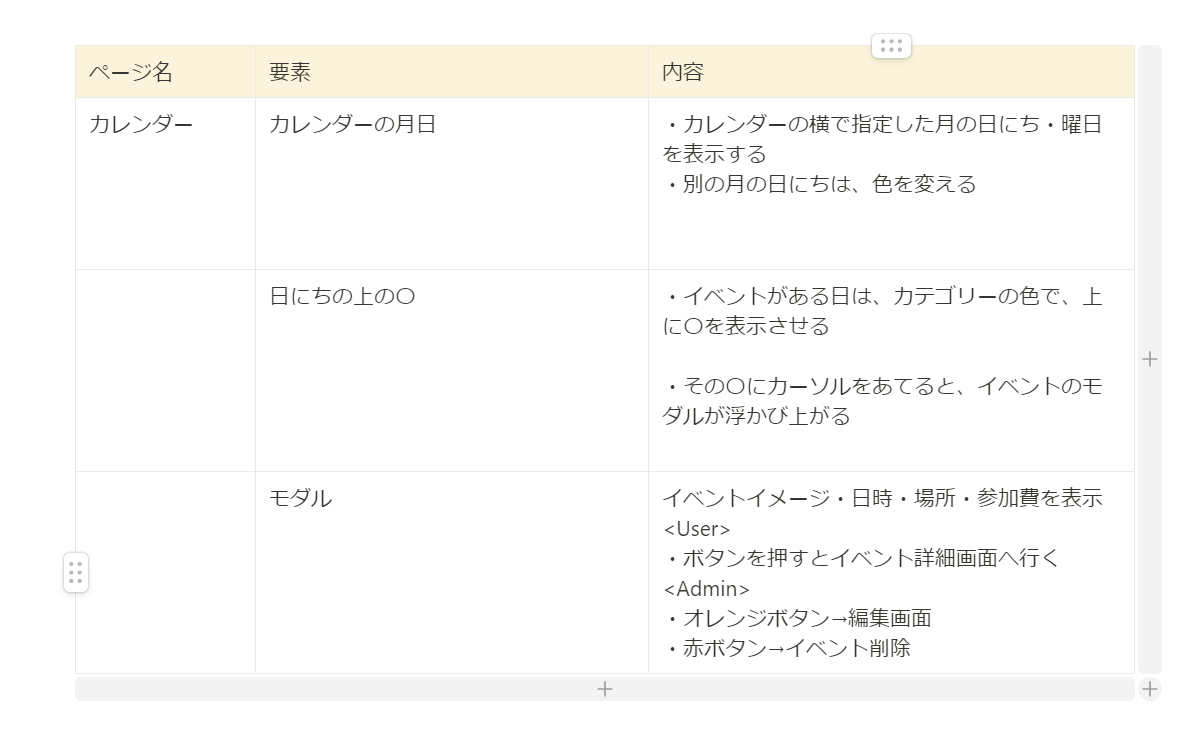 ページ名
要素
内容
カレンダー
カレンダーの月日
・カレンダーの横で指定した月の日にち・曜日
を表示する
・別の月の日にちは、色を変える
日にちの上の〇
・イベントがある日は、カテゴリーの色で、上
に〇を表示させる
・その〇にカーソルをあてると、イベントのモ
ダルが浮かび上がる
モダル
イベントイメージ・日時・場所・参加費を表示
<User>
・ボタンを押すとイベント詳細画面へ行く
<Admin>
・オレンジボタン→編集画面
・赤ボタン→イベント削除